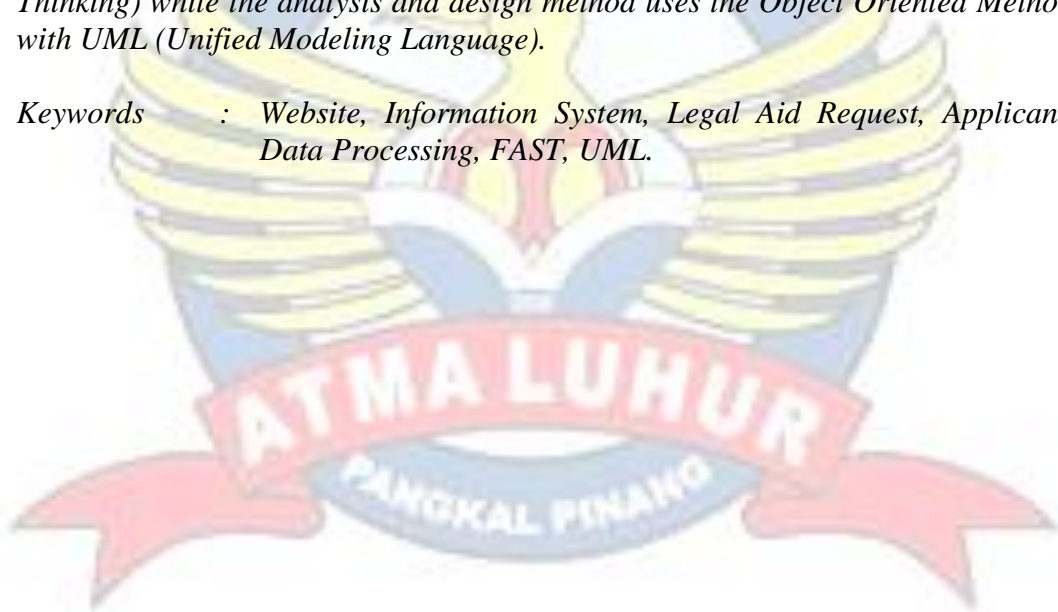 Thinking) while the analysis and design method uses the Object Oriented Metho
with UML (Unified Modeling Language).
Keywords : Website, Information System, Legal Aid Request, Applican
Data Processing, FAST, UML.
ATMA LUHUR
PANGKAL PINANG